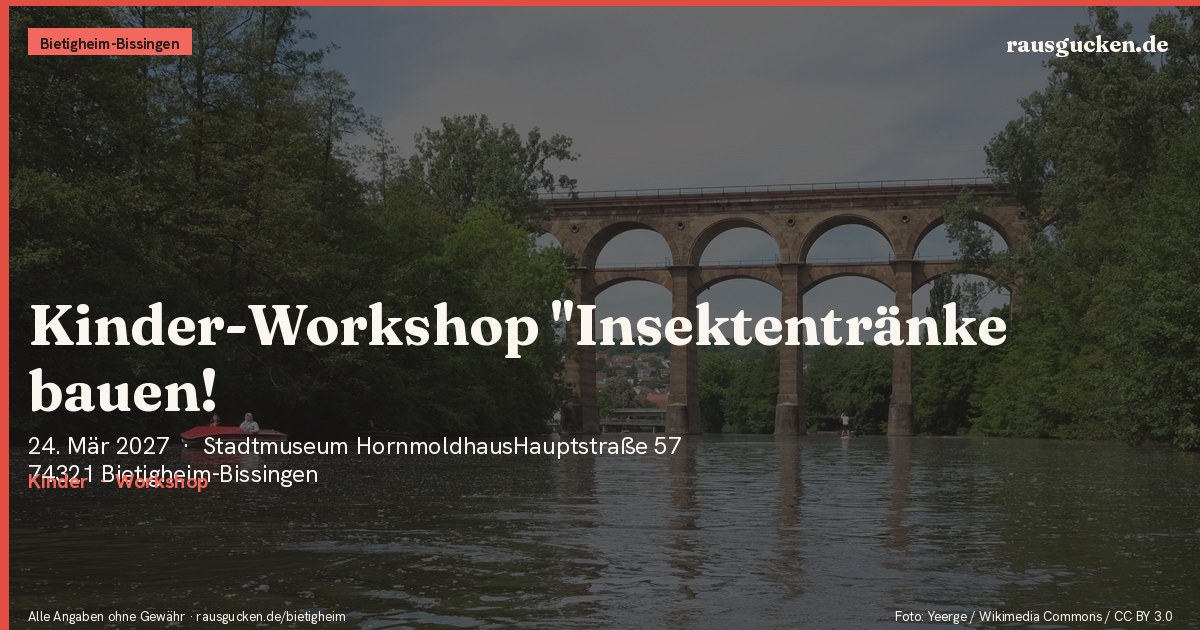 Bietigheim-Bissingen
rausgucken.de
Kinder-Workshop "Insektentränke
bauen!
24. Mär 2027 · Stadtmuseum HornmoldhausHauptstraße 57
74321 Bietigheim-Bissingen
Kinder · Workshop
Alle Angaben ohne Gewähr · rausgucken.de/bietigheim
Foto: Yeerge / Wikimedia Commons / CC BY 3.0